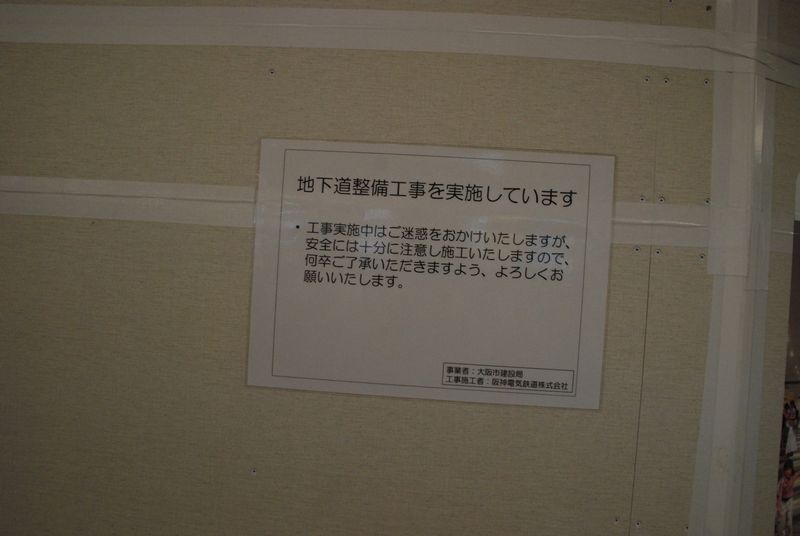 地下道整備工事を実施しています
・工事実施中はご迷惑をおかけいたしますが、
安全には十分に注意し施工いたしますので、
何卒ご了承いただきますよう、よろしくお
願いいたします。
事業者：大阪市建設局
工事施工者：阪神電気鉄道株式会社